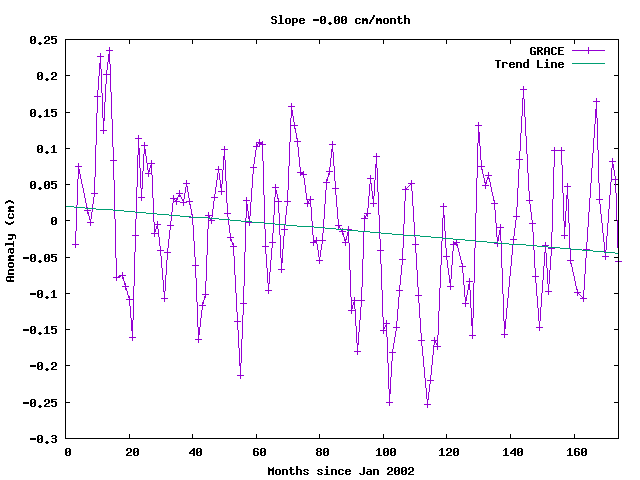 Slope -0.00 cm/month
GRACE
Trend Line
Anomaly (cm)
0.25
0.2
0.15
0.1
0.05
0
-0.05
-0.1
-0.15
-0.2
-0.25
-0.3
0 20 40 60 80 100 120 140 160
Months since Jan 2002